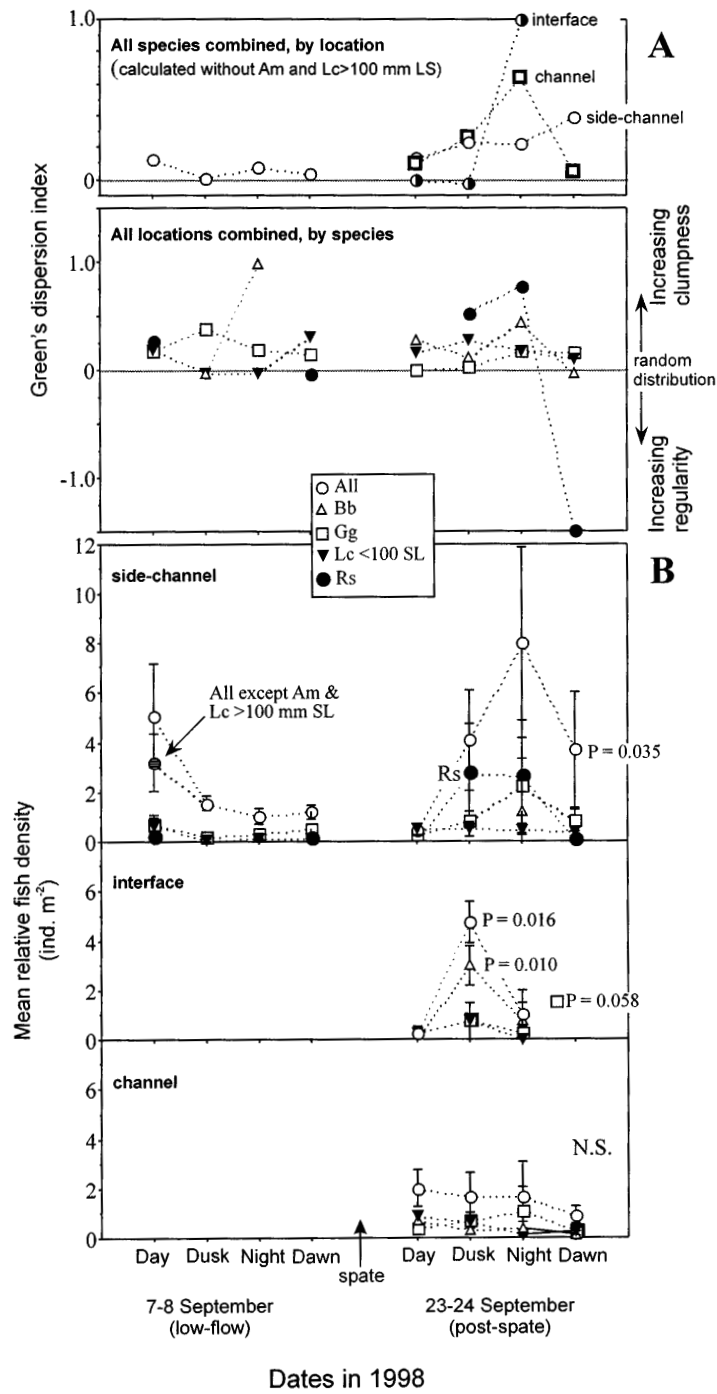 1.0
0
All species combined, by location
(calculated without Am and Lc>100 mm LS)
interface
channel
side-channel
A
Green's dispersion index
All locations combined, by species
1.0
0
-1.0
Increasing
clumpness
random
distribution
Increasing
regularity
All
Bb
Gg
Lc <100 SL
Rs
B
Mean relative fish density
(ind. m-2)
12
10
8
6
4
2
0
side-channel
All except Am &
Lc >100 mm SL
Rs
P = 0.035
interface
6
4
2
0
P = 0.016
P = 0.010
P = 0.058
channel
6
4
2
0
N.S.
Day Dusk Night Dawn
spate
Day Dusk Night Dawn
7-8 September
(low-flow)
23-24 September
(post-spate)
Dates in 1998